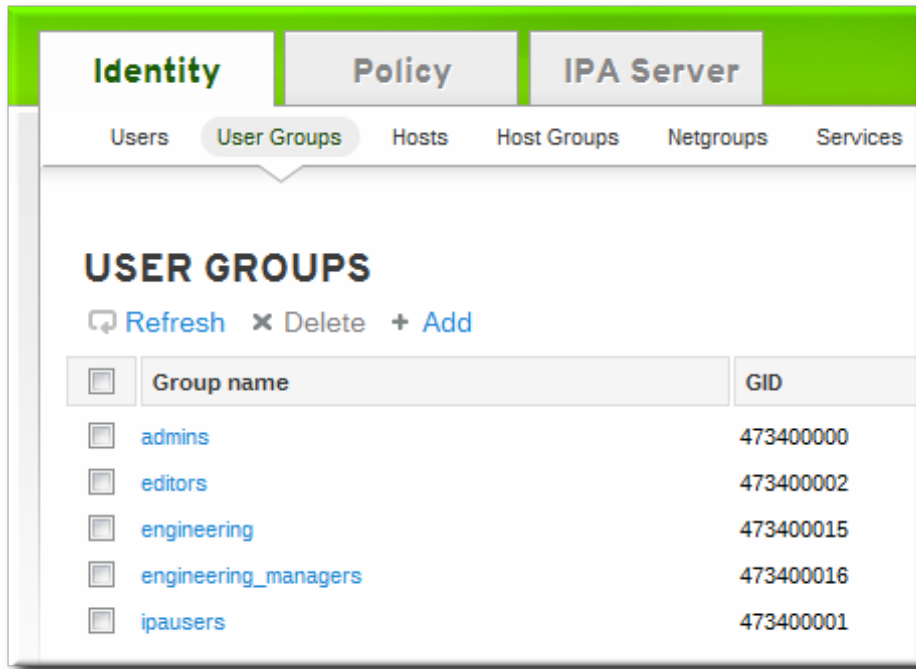 Identity Policy IPA Server
Users User Groups Hosts Host Groups Netgroups Services
USER GROUPS
Refresh Delete Add
Group name GID
admins 473400000
editors 473400002
engineering 473400015
engineering_managers 473400016
ipausers 473400001